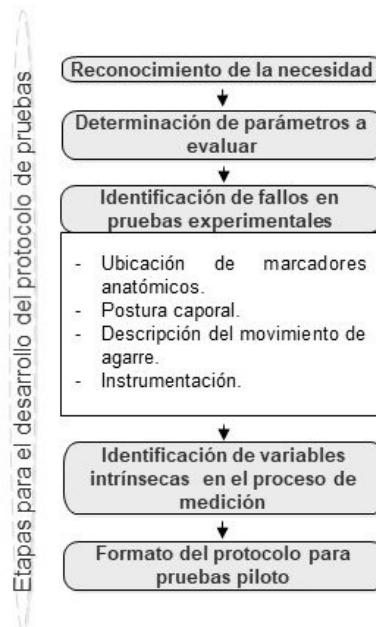 Etapas para el desarrollo del protocolo de pruebas
Reconocimiento de la necesidad
Determinación de parámetros a
evaluar
Identificación de fallos en
pruebas experimentales
- Ubicación de marcadores
anatómicos.
- Postura caporal.
- Descripción del movimiento de
agarre.
- Instrumentación.
Identificación de variables
intrínsecas en el proceso de
medición
Formato del protocolo para
pruebas piloto